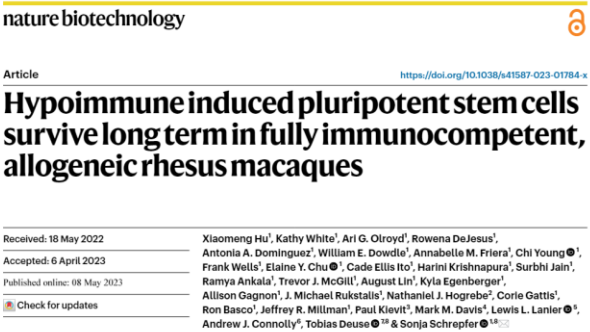 nature biotechnology
Article
https://doi.org/10.1038/s41587-023-01784-x
Hypoimmune induced pluripotent stem cells
survive long term in fully immunocompetent,
allogeneic rhesus macaques
Received: 18 May 2022
Accepted: 6 April 2023
Published online: 08 May 2023
Check for updates
Xiaomeng Hu¹, Kathy White¹, Ari G. Olroyd¹, Rowena DeJesus¹,
Antonia A. Dominguez¹, William E. Dowdle¹, Annabelle M. Friera¹, Chi Young¹,
Frank Wells¹, Elaine Y. Chu¹, Cade Ellis Ito¹, Harini Krishnapura¹, Surbhi Jain¹,
Ramya Ankala¹, Trevor J. McGill¹, August Lin¹, Kyla Egenberger¹,
Allison Gagnon¹, J. Michael Rukstalis¹, Nathaniel J. Hogrebe², Corie Gattis¹,
Ron Basco¹, Jeffrey R. Millman², Paul Kievit³, Mark M. Davis⁴, Lewis L. Lanier⁵,
Andrew J. Connolly⁶, Tobias Deuse⁷˒⁸ & Sonja Schrepfer¹˒⁸